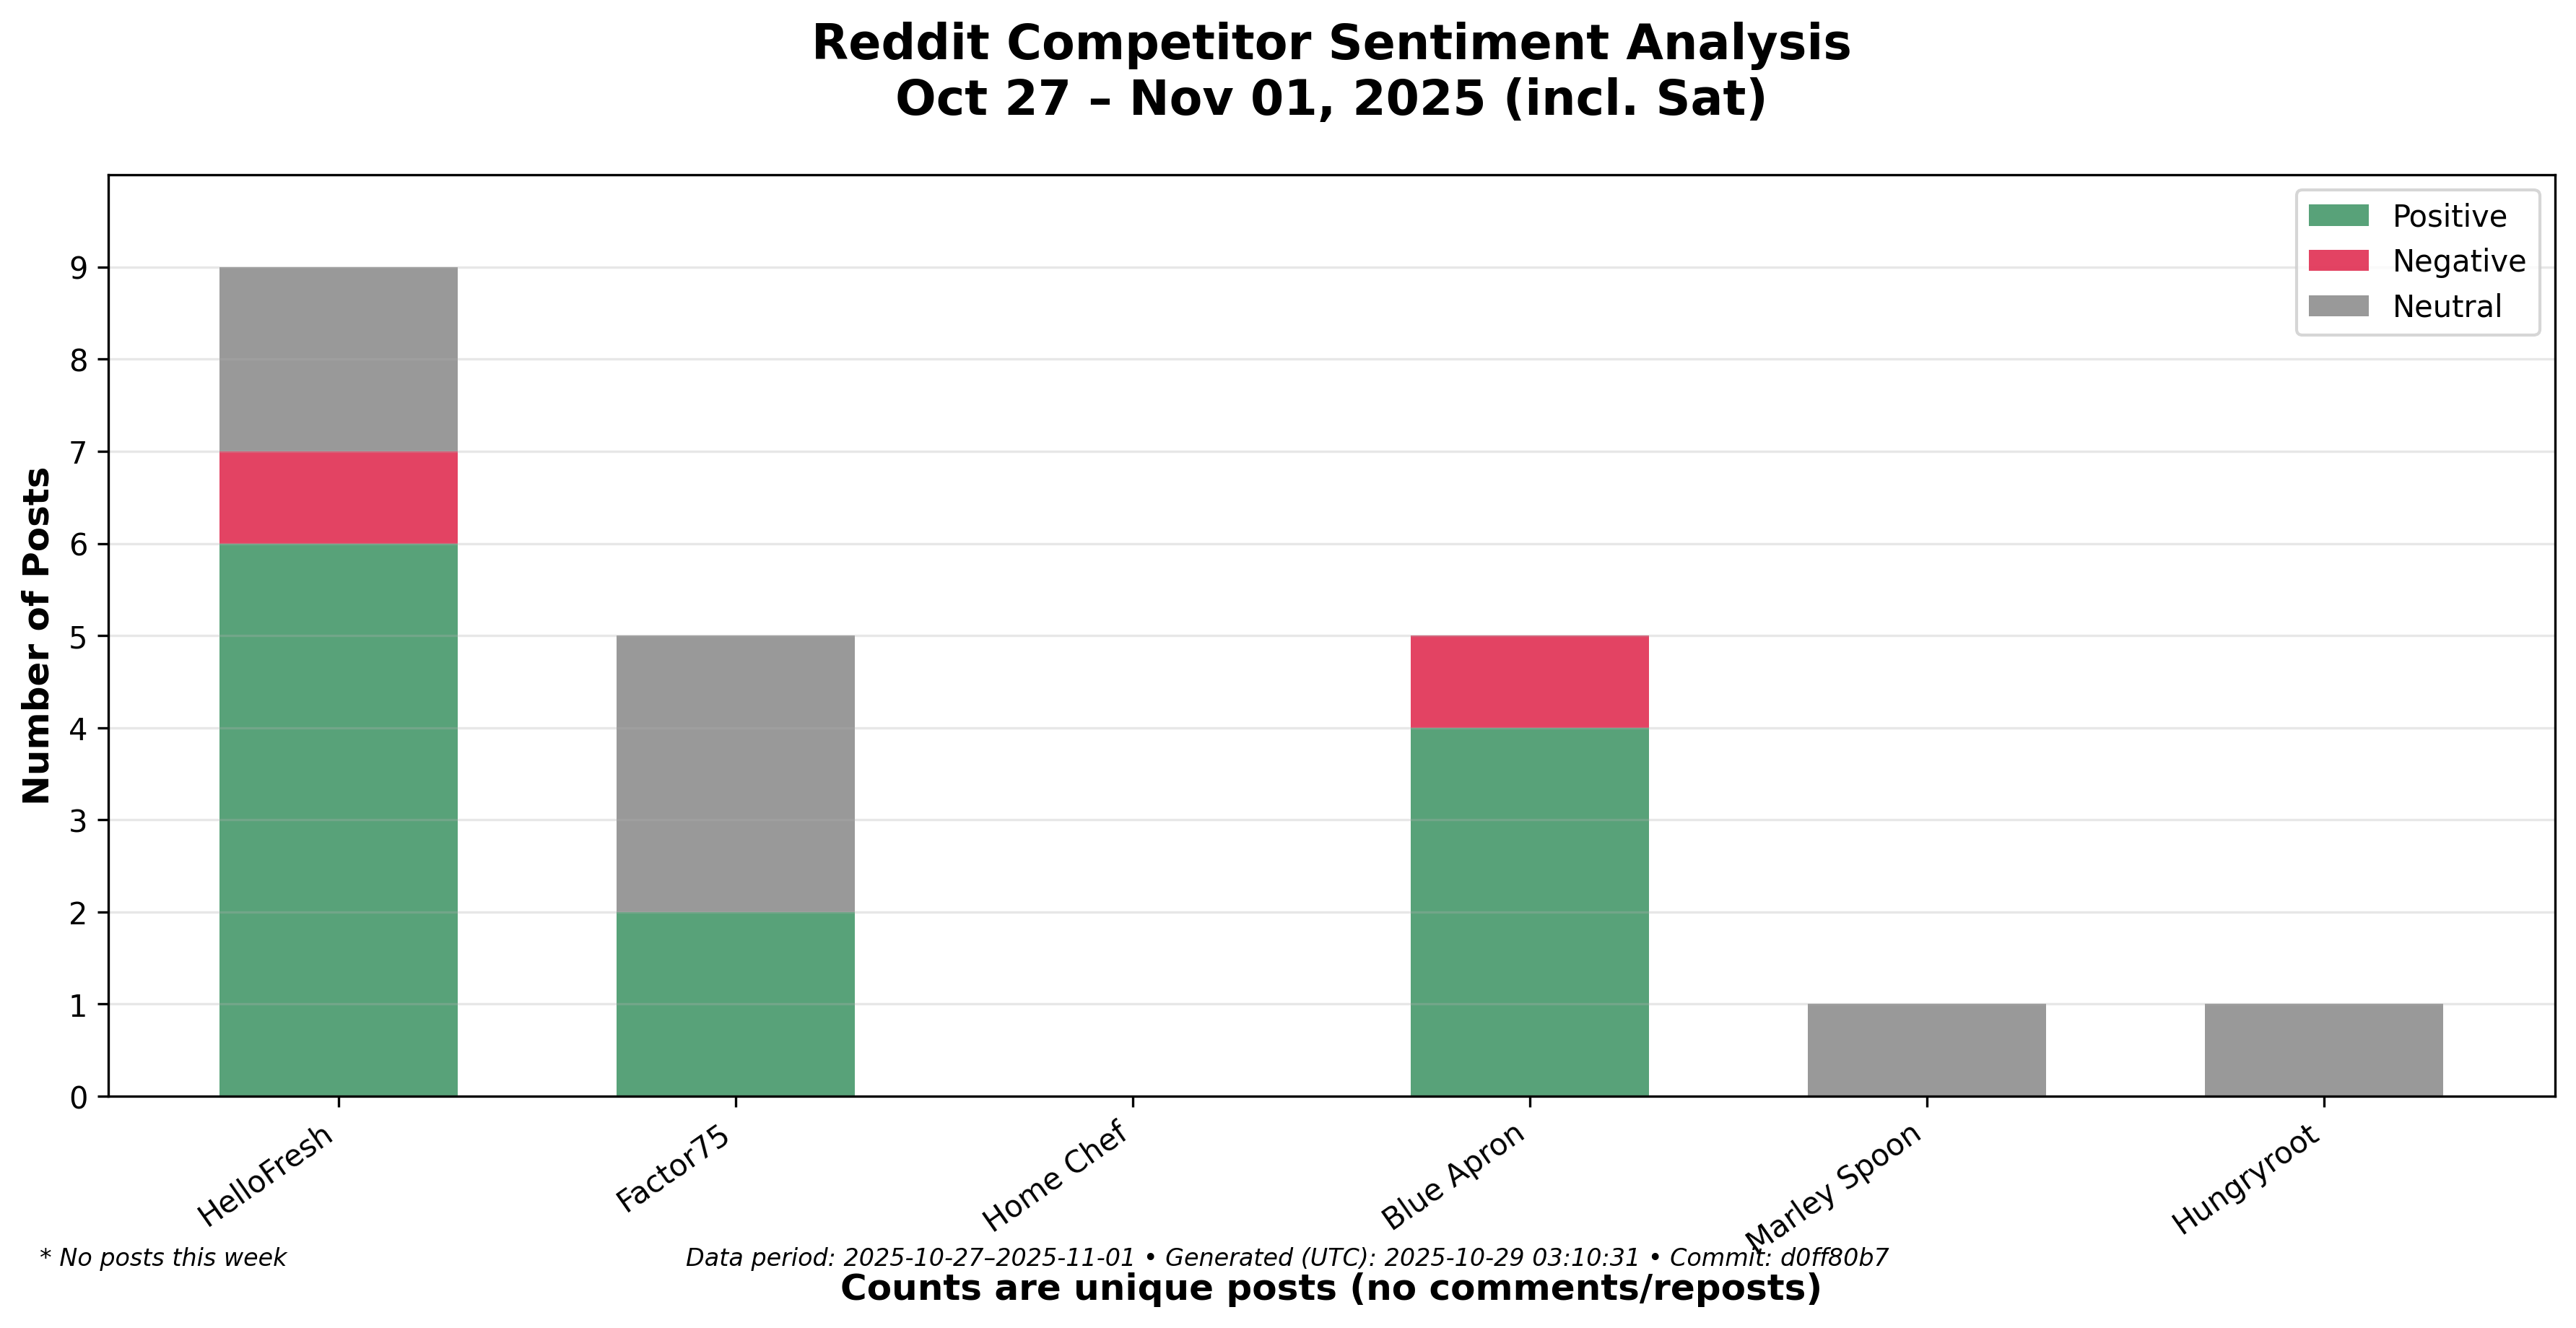 Reddit Competitor Sentiment Analysis
Oct 27 – Nov 01, 2025 (incl. Sat)
Positive
Negative
Neutral
Number of Posts
9
8
7
6
5
4
3
2
1
0
HelloFresh
Factor75
Home Chef
Blue Apron
Marley Spoon
Hungryroot
* No posts this week
Data period: 2025-10-27–2025-11-01 • Generated (UTC): 2025-10-29 03:10:31 • Commit: d0ff80b7
Counts are unique posts (no comments/reposts)